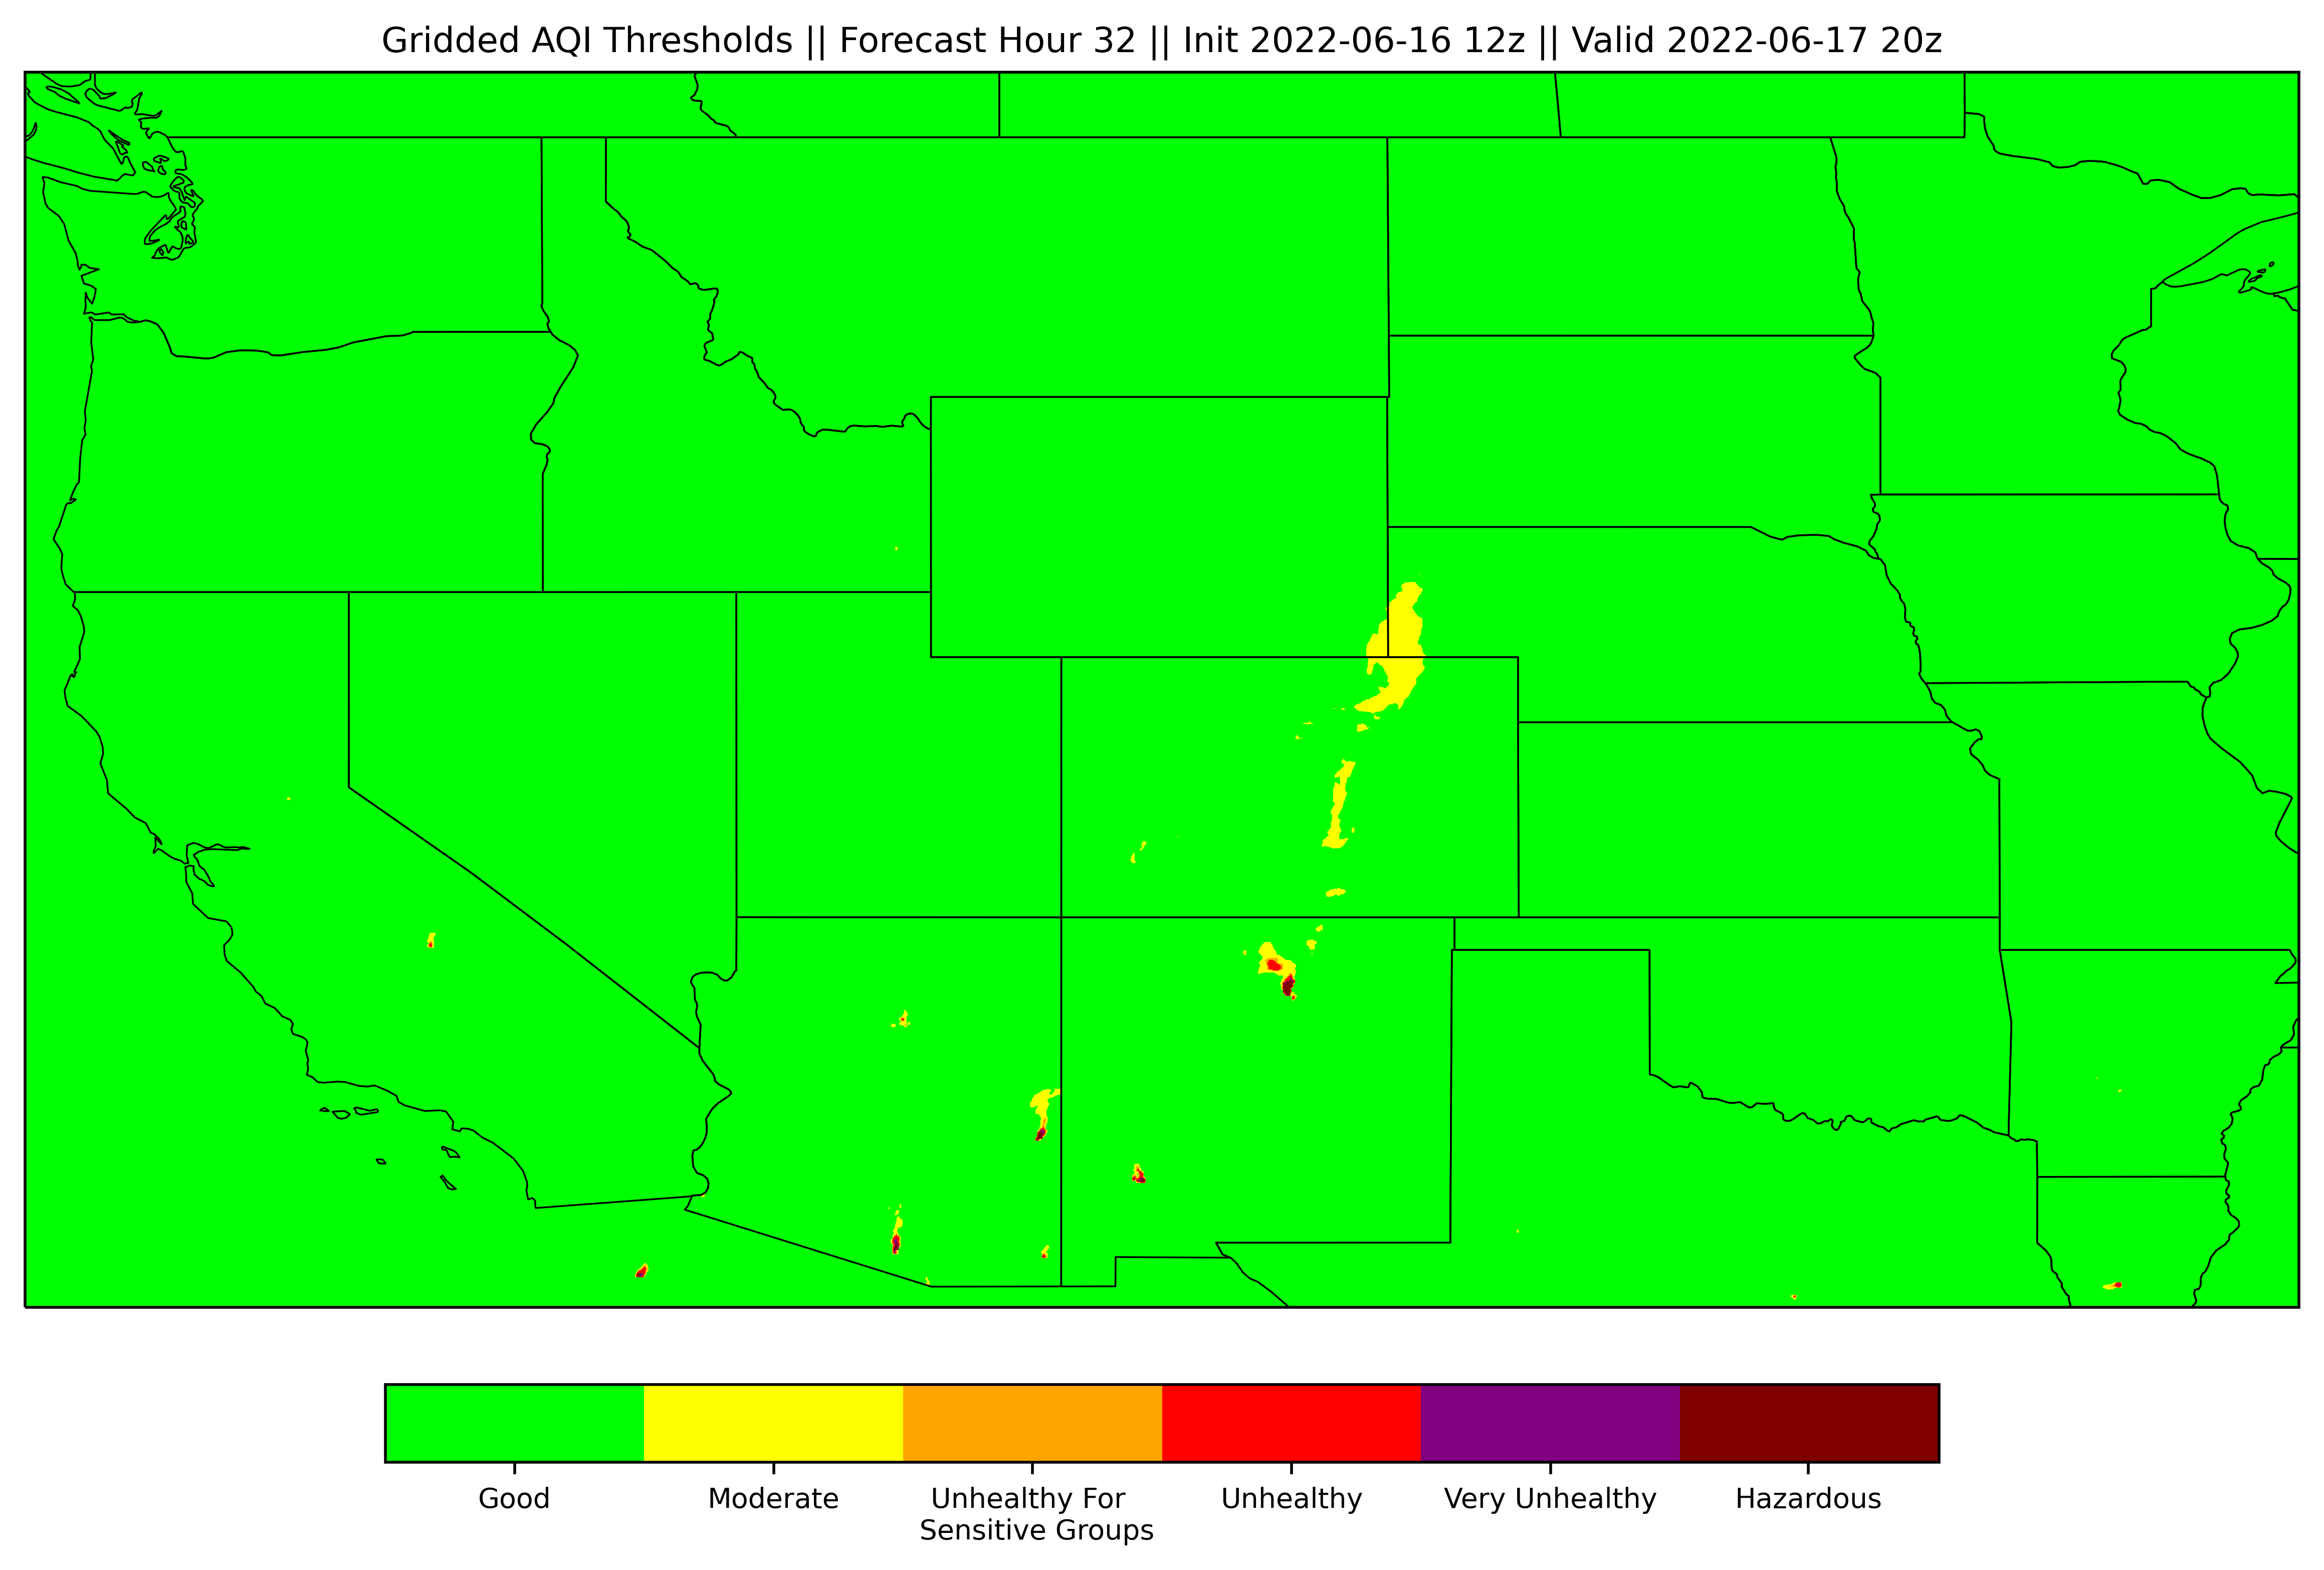 Gridded AQI Thresholds || Forecast Hour 32 || Init 2022-06-16 12z || Valid 2022-06-17 20z
Good Moderate Unhealthy For Unhealthy Very Unhealthy Hazardous
Sensitive Groups